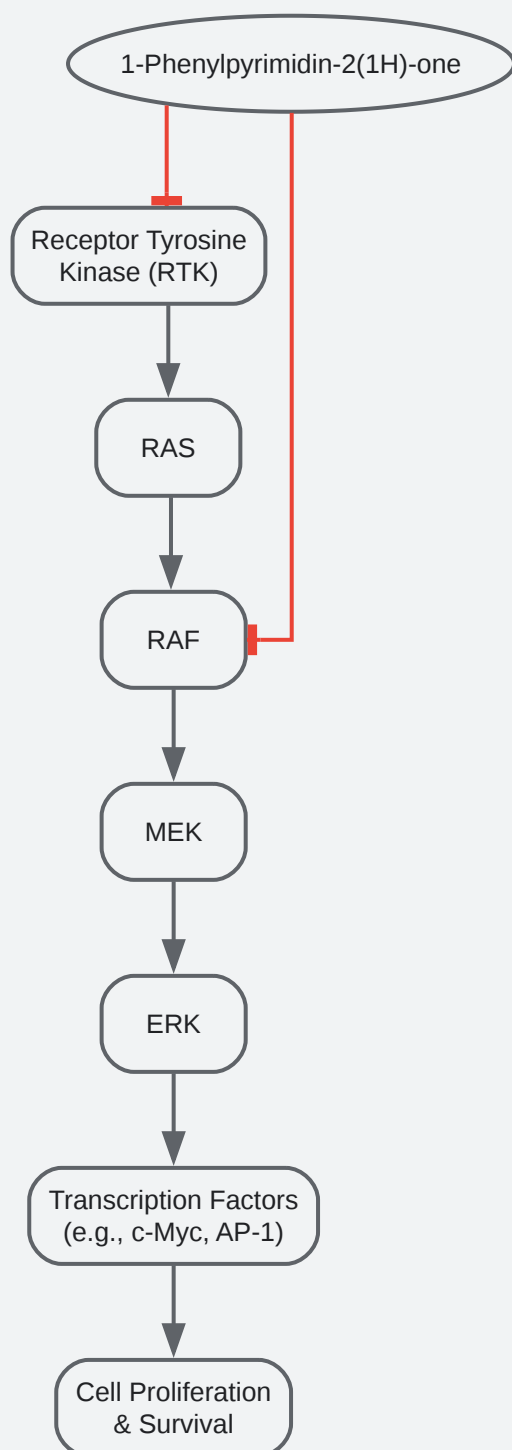 1-Phenylpyrimidin-2(1H)-one
Receptor Tyrosine
Kinase (RTK)
RAS
RAF
MEK
ERK
Transcription Factors
(e.g., c-Myc, AP-1)
Cell Proliferation
& Survival